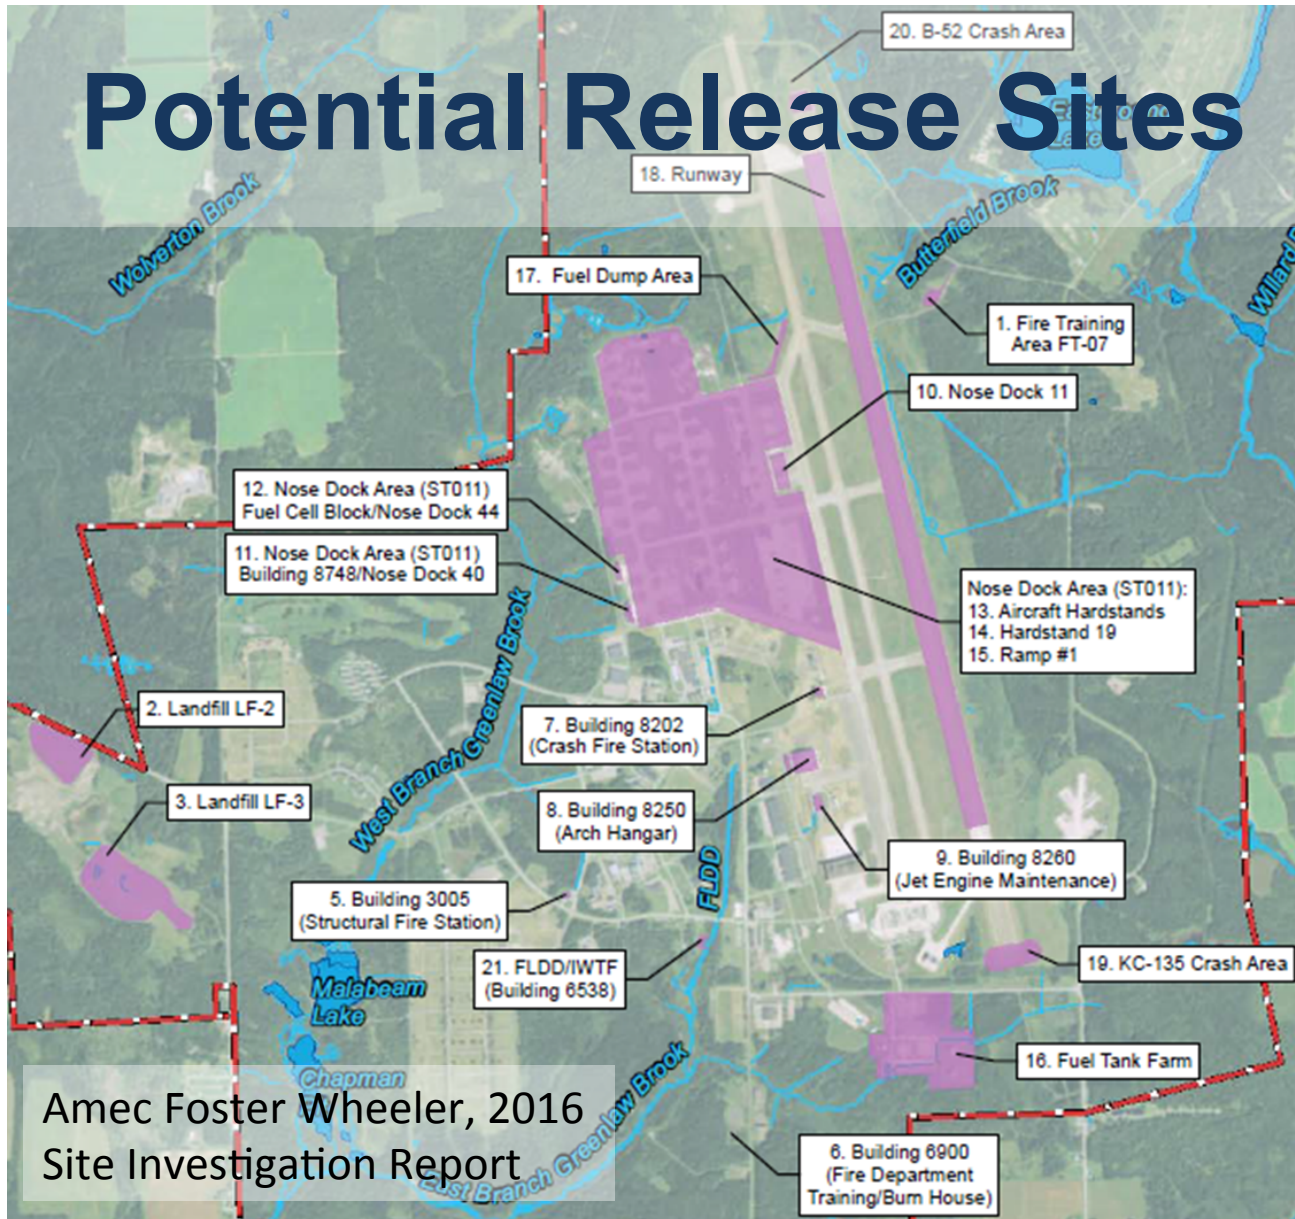 20. B-52 Crash Area
Potential Release Sites
18. Runway
Wolverton Brook
Butterfield Brook
Willard
17. Fuel Dump Area
1. Fire Training
Area FT-07
10. Nose Dock 11
12. Nose Dock Area (ST011)
Fuel Cell Block/Nose Dock 44
11. Nose Dock Area (ST011)
Building 8748/Nose Dock 40
Nose Dock Area (ST011):
13. Aircraft Hardstands
14. Hardstand 19
15. Ramp #1
West Branch Greenlaw Brook
2. Landfill LF-2
7. Building 8202
(Crash Fire Station)
3. Landfill LF-3
8. Building 8250
(Arch Hangar)
9. Building 8260
(Jet Engine Maintenance)
FLDD
5. Building 3005
(Structural Fire Station)
21. FLDD/IWTF
(Building 6538)
19. KC-135 Crash Area
Malabeam
Lake
16. Fuel Tank Farm
Chapman
East Branch Greenlaw Brook
Amec Foster Wheeler, 2016
Site Investigation Report
6. Building 6900
(Fire Department
Training/Burn House)